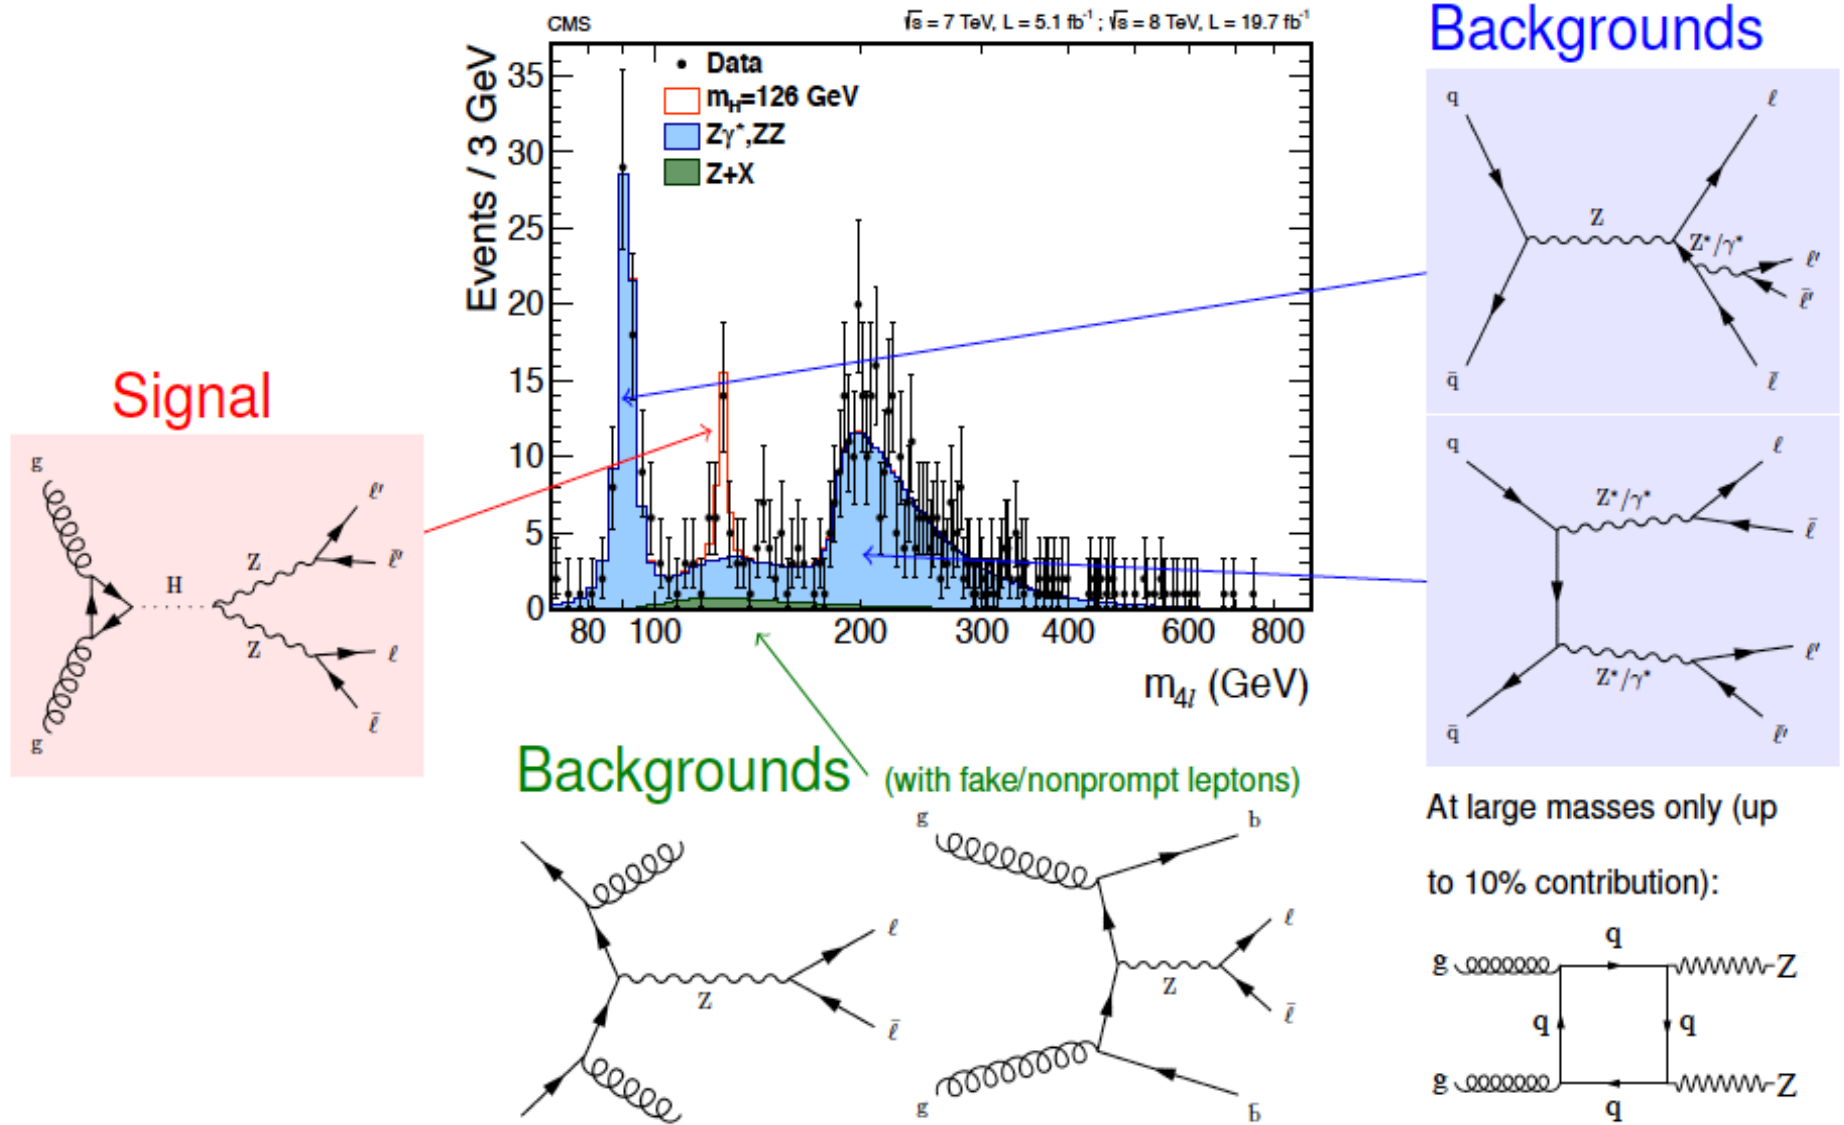 CMS
√s = 7 TeV, L = 5.1 fb⁻¹ ; √s = 8 TeV, L = 19.7 fb⁻¹
Events / 3 GeV
35
30
25
20
15
10
5
0
Data
m_H=126 GeV
Zγ*,ZZ
Z+X
80 100 200 300 400 600 800
m_4l (GeV)
Signal
g
g
H
Z
Z
ℓ'
ℓ̄'
ℓ
ℓ̄
Backgrounds
q
q̄
Z
Z*/γ*
ℓ
ℓ'
ℓ̄'
ℓ̄
q
q̄
Z*/γ*
Z*/γ*
ℓ
ℓ̄
ℓ'
ℓ̄'
At large masses only (up
to 10% contribution):
g
q
Z
q
q
g
q
Z
Backgrounds (with fake/nonprompt leptons)
Z
ℓ
ℓ̄
g
b
Z
ℓ
ℓ̄
g
b̄